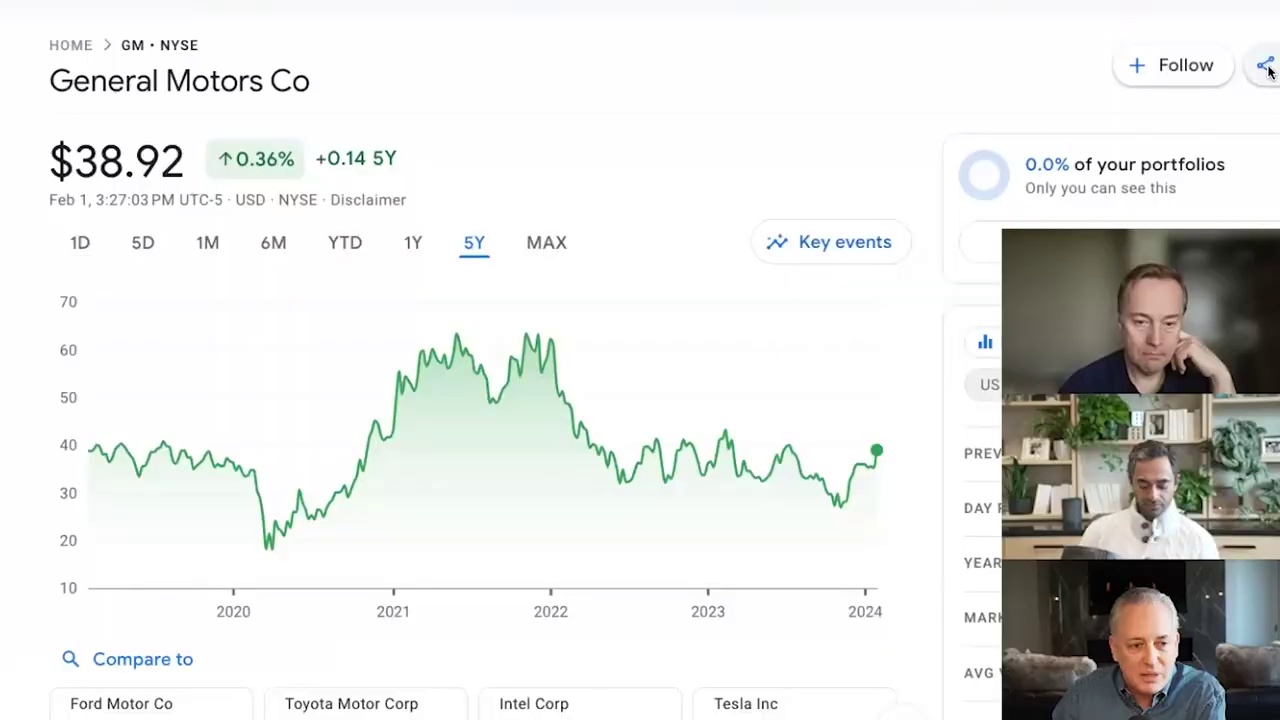 HOME > GM • NYSE
General Motors Co
+ Follow
$38.92 ↑0.36% +0.14 5Y
Feb 1, 3:27:03 PM UTC-5 · USD · NYSE · Disclaimer
0.0% of your portfolios
Only you can see this
1D 5D 1M 6M YTD 1Y 5Y MAX
Key events
70
60
50
40
30
20
10
2020 2021 2022 2023 2024
US
PREV
DAY
YEAR
MAR
AVG
Compare to
Ford Motor Co
Toyota Motor Corp
Intel Corp
Tesla Inc